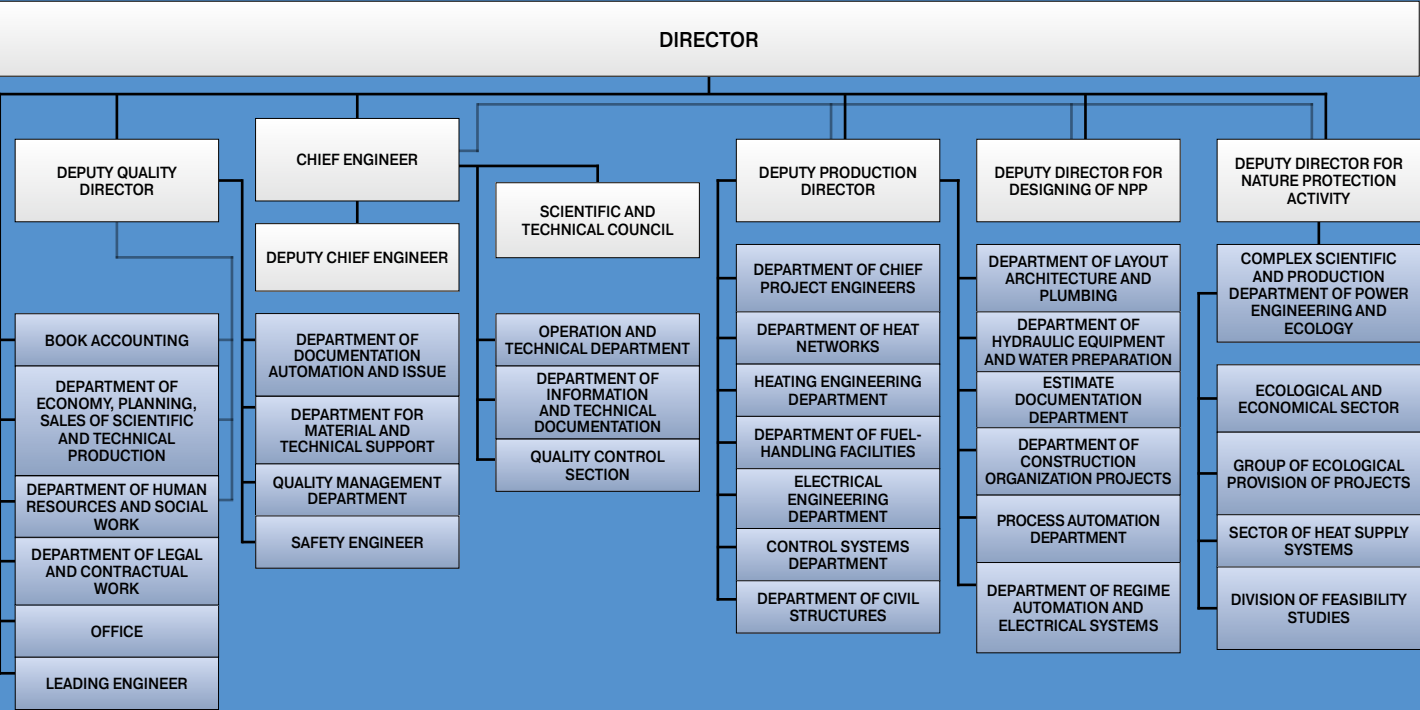 DIRECTOR
DEPUTY QUALITY
DIRECTOR
CHIEF ENGINEER
DEPUTY CHIEF ENGINEER
SCIENTIFIC AND
TECHNICAL COUNCIL
DEPUTY PRODUCTION
DIRECTOR
DEPUTY DIRECTOR FOR
DESIGNING OF NPP
DEPUTY DIRECTOR FOR
NATURE PROTECTION
ACTIVITY
BOOK ACCOUNTING
DEPARTMENT OF
ECONOMY, PLANNING,
SALES OF SCIENTIFIC
AND TECHNICAL
PRODUCTION
DEPARTMENT OF HUMAN
RESOURCES AND SOCIAL
WORK
DEPARTMENT OF LEGAL
AND CONTRACTUAL
WORK
OFFICE
LEADING ENGINEER
DEPARTMENT OF
DOCUMENTATION
AUTOMATION AND ISSUE
DEPARTMENT FOR
MATERIAL AND
TECHNICAL SUPPORT
QUALITY MANAGEMENT
DEPARTMENT
SAFETY ENGINEER
OPERATION AND
TECHNICAL DEPARTMENT
DEPARTMENT OF
INFORMATION
AND TECHNICAL
DOCUMENTATION
QUALITY CONTROL
SECTION
DEPARTMENT OF CHIEF
PROJECT ENGINEERS
DEPARTMENT OF HEAT
NETWORKS
HEATING ENGINEERING
DEPARTMENT
DEPARTMENT OF FUEL-
HANDLING FACILITIES
ELECTRICAL
ENGINEERING
DEPARTMENT
CONTROL SYSTEMS
DEPARTMENT
DEPARTMENT OF CIVIL
STRUCTURES
DEPARTMENT OF LAYOUT
ARCHITECTURE AND
PLUMBING
DEPARTMENT OF
HYDRAULIC EQUIPMENT
AND WATER PREPARATION
ESTIMATE
DOCUMENTATION
DEPARTMENT
DEPARTMENT OF
CONSTRUCTION
ORGANIZATION PROJECTS
PROCESS AUTOMATION
DEPARTMENT
DEPARTMENT OF REGIME
AUTOMATION AND
ELECTRICAL SYSTEMS
COMPLEX SCIENTIFIC
AND PRODUCTION
DEPARTMENT OF POWER
ENGINEERING AND
ECOLOGY
ECOLOGICAL AND
ECONOMICAL SECTOR
GROUP OF ECOLOGICAL
PROVISION OF PROJECTS
SECTOR OF HEAT SUPPLY
SYSTEMS
DIVISION OF FEASIBILITY
STUDIES